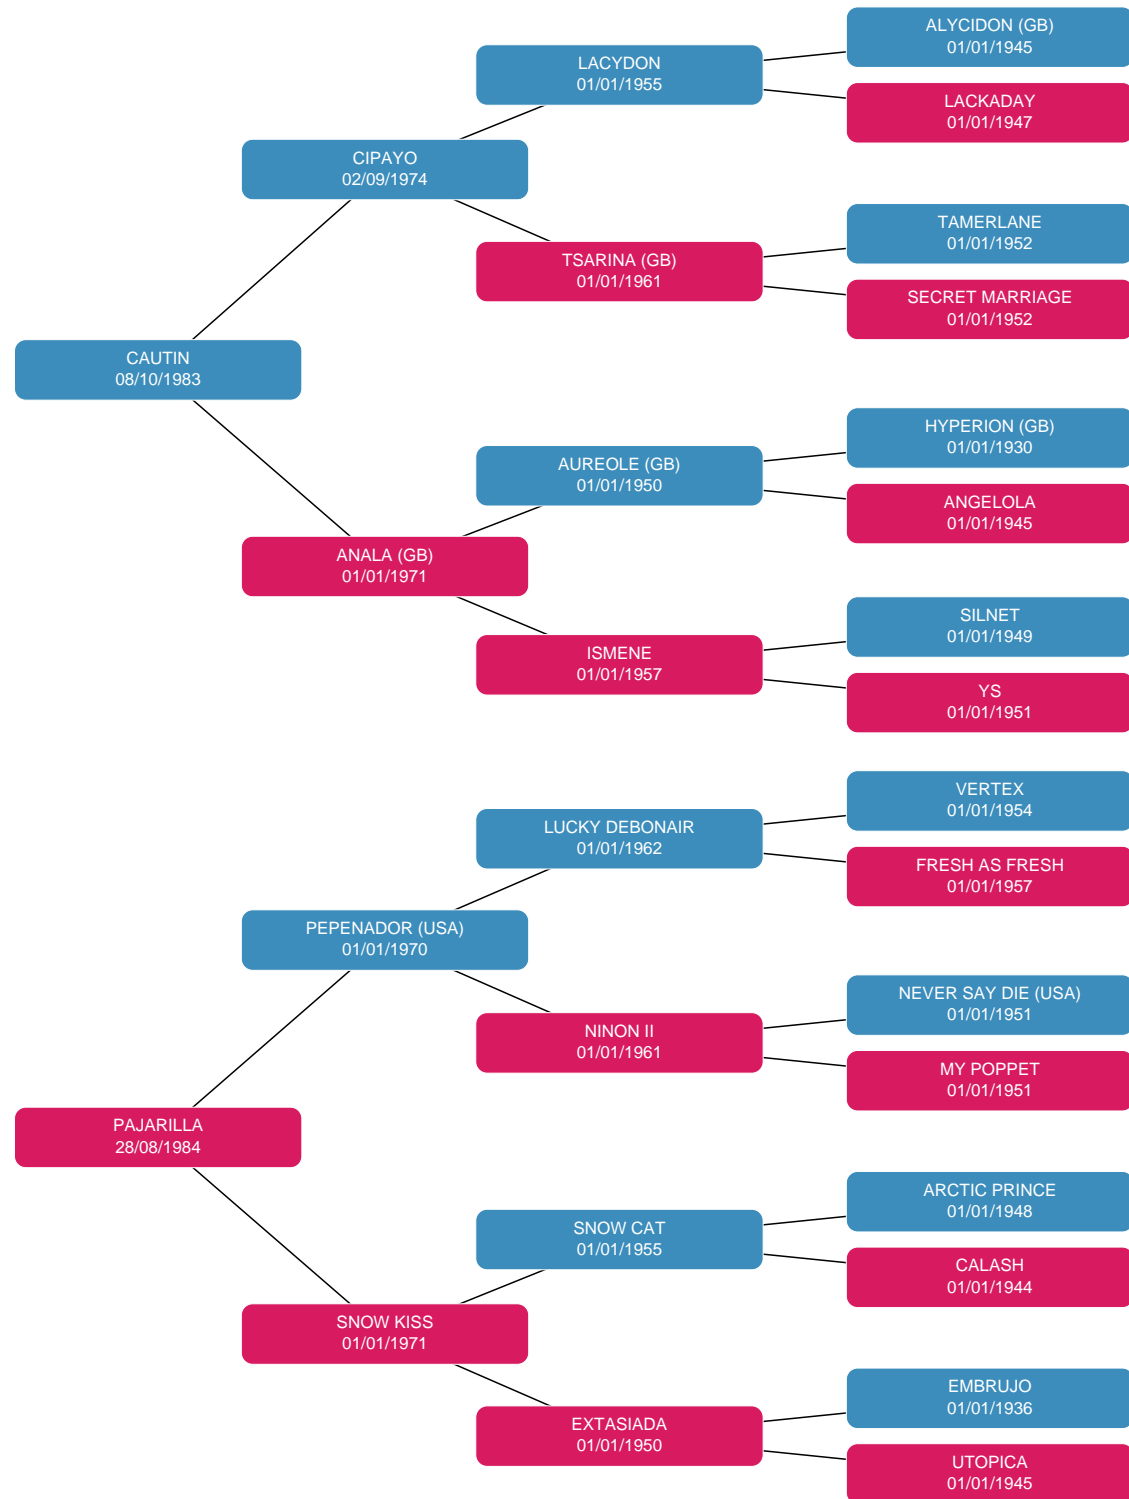 ALYCIDON (GB)
01/01/1945
LACYDON
01/01/1955
LACKADAY
01/01/1947
CIPAYO
02/09/1974
TAMERLANE
01/01/1952
TSARINA (GB)
01/01/1961
SECRET MARRIAGE
01/01/1952
CAUTIN
08/10/1983
HYPERION (GB)
01/01/1930
AUREOLE (GB)
01/01/1950
ANGELOLA
01/01/1945
ANALA (GB)
01/01/1971
SILNET
01/01/1949
ISMENE
01/01/1957
YS
01/01/1951
VERTEX
01/01/1954
LUCKY DEBONAIR
01/01/1962
FRESH AS FRESH
01/01/1957
PEPENADOR (USA)
01/01/1970
NEVER SAY DIE (USA)
01/01/1951
NINON II
01/01/1961
MY POPPET
01/01/1951
PAJARILLA
28/08/1984
ARCTIC PRINCE
01/01/1948
SNOW CAT
01/01/1955
CALASH
01/01/1944
SNOW KISS
01/01/1971
EMBRUJO
01/01/1936
EXTASIADA
01/01/1950
UTOPICA
01/01/1945